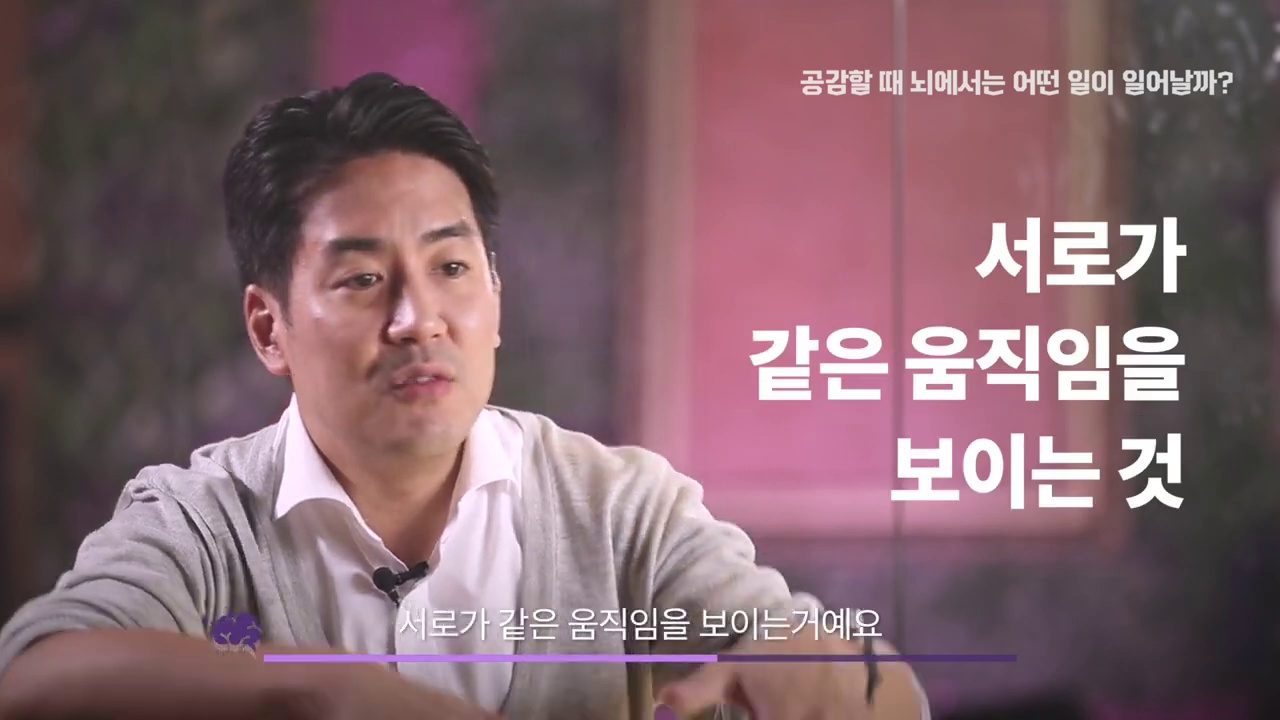 공감할 때 뇌에서는 어떤 일이 일어날까?
서로가
같은 움직임을
보이는 것
서로가 같은 움직임을 보이는거예요